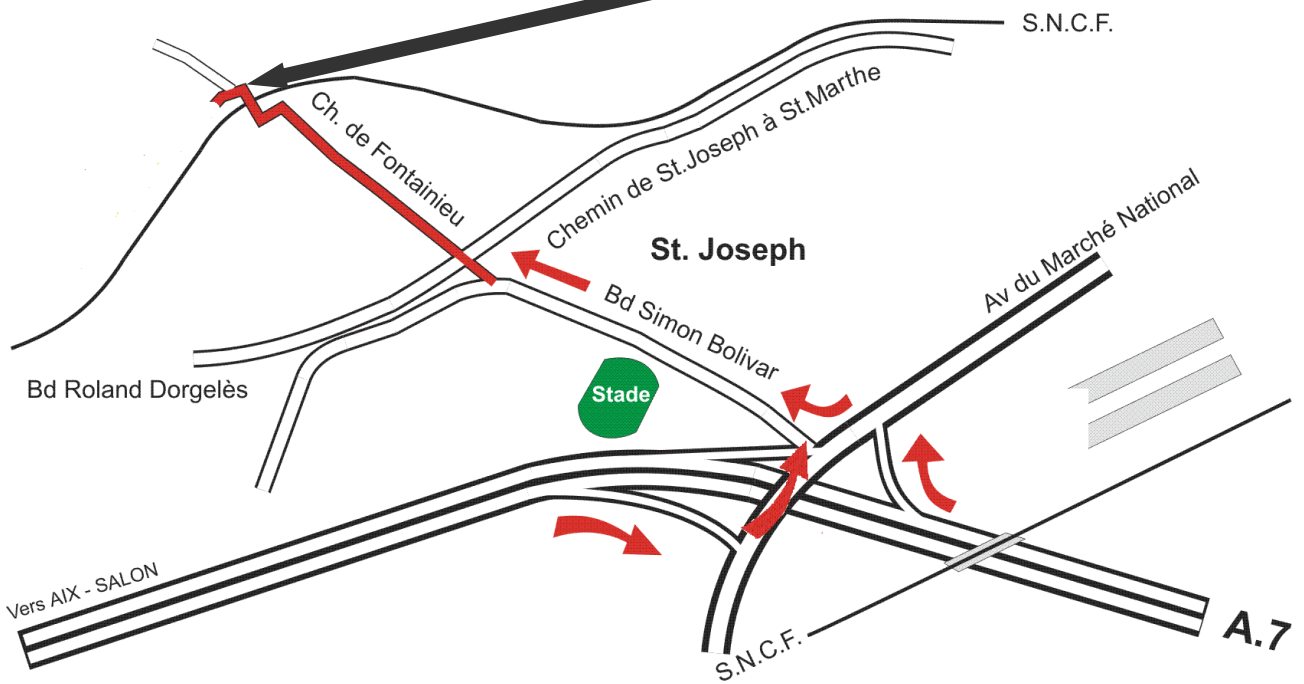 S.N.C.F.
Ch. de Fontainieu
Chemin de St.Joseph à St.Marthe
St. Joseph
Av du Marché National
Bd Simon Bolivar
Bd Roland Dorgelès
Stade
Vers AIX - SALON
A.7
S.N.C.F.